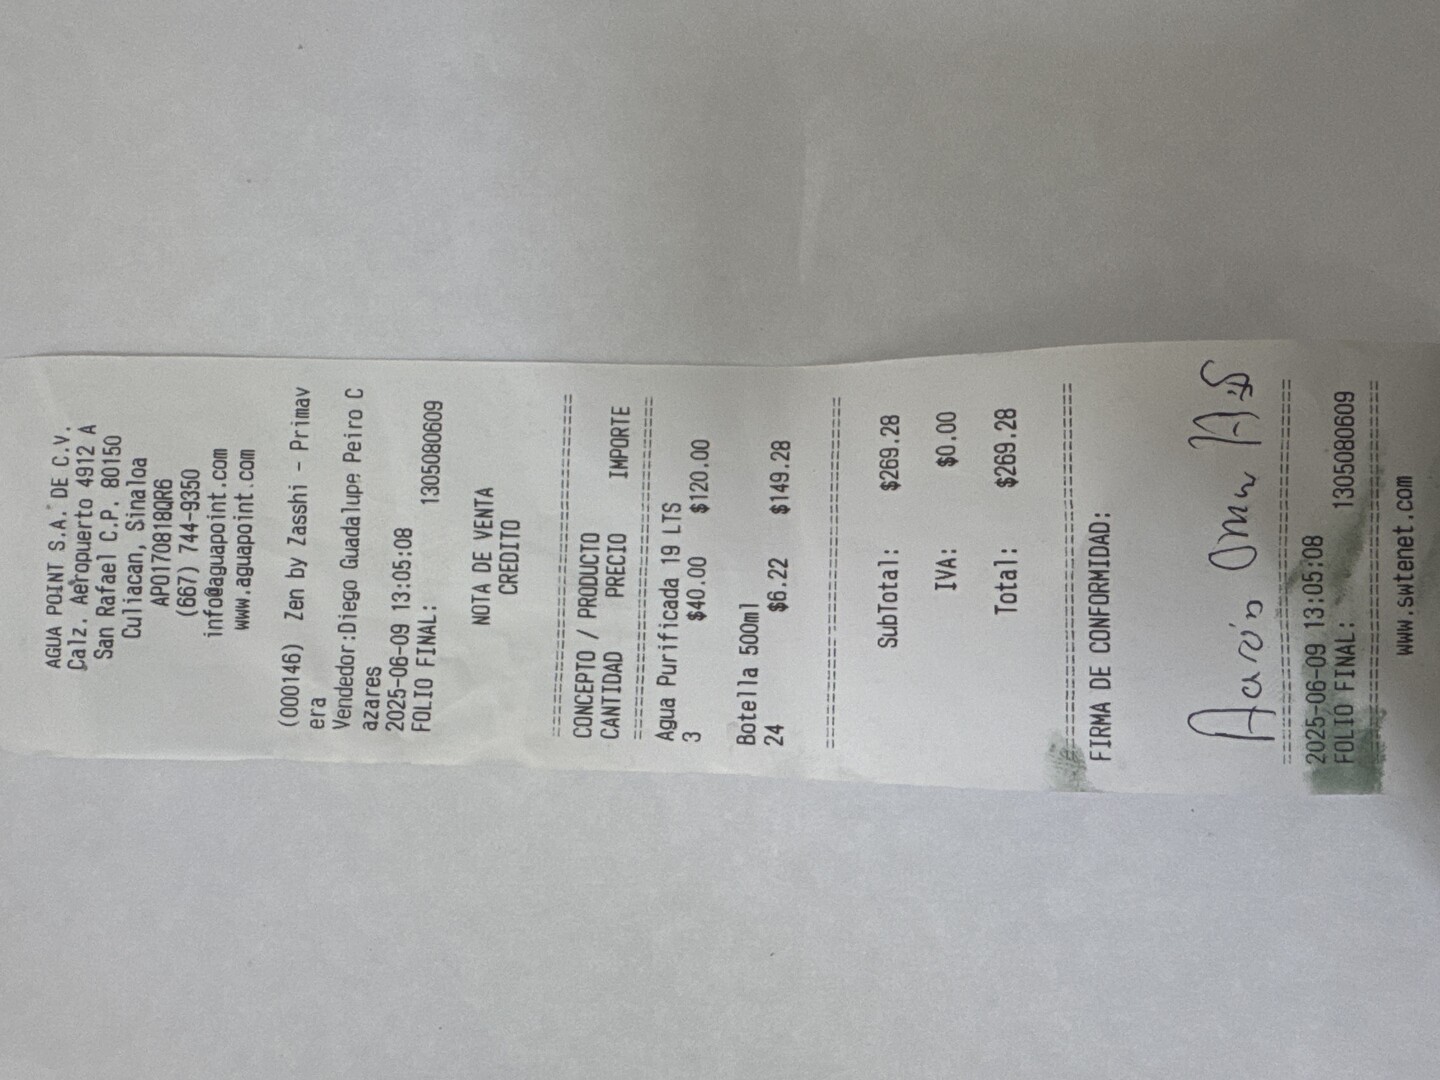 AGUA POINT S.A. DE C.V.
Calz. Aeropuerto 4912 A
San Rafael C.P. 80150
Culiacan, Sinaloa
APO170818QR6
(667) 744-9350
info@aguapoint.com
www.aguapoint.com
(000146) Zen by Zasshi - Primav
era
Vendedor:Diego Guadalupe Peiro C
azares
2025-06-09 13:05:08
FOLIO FINAL: 1305080609
NOTA DE VENTA
CREDITO
==================================
CONCEPTO / PRODUCTO
CANTIDAD PRECIO IMPORTE
==================================
Agua Purificada 19 LTS
3 $40.00 $120.00
Botella 500ml
24 $6.22 $149.28
==================================
SubTotal: $269.28
IVA: $0.00
Total: $269.28
==================================
FIRMA DE CONFORMIDAD:
Aarón Omar
==================================
2025-06-09 13:05:08
FOLIO FINAL: 1305080609
==================================
www.swtenet.com